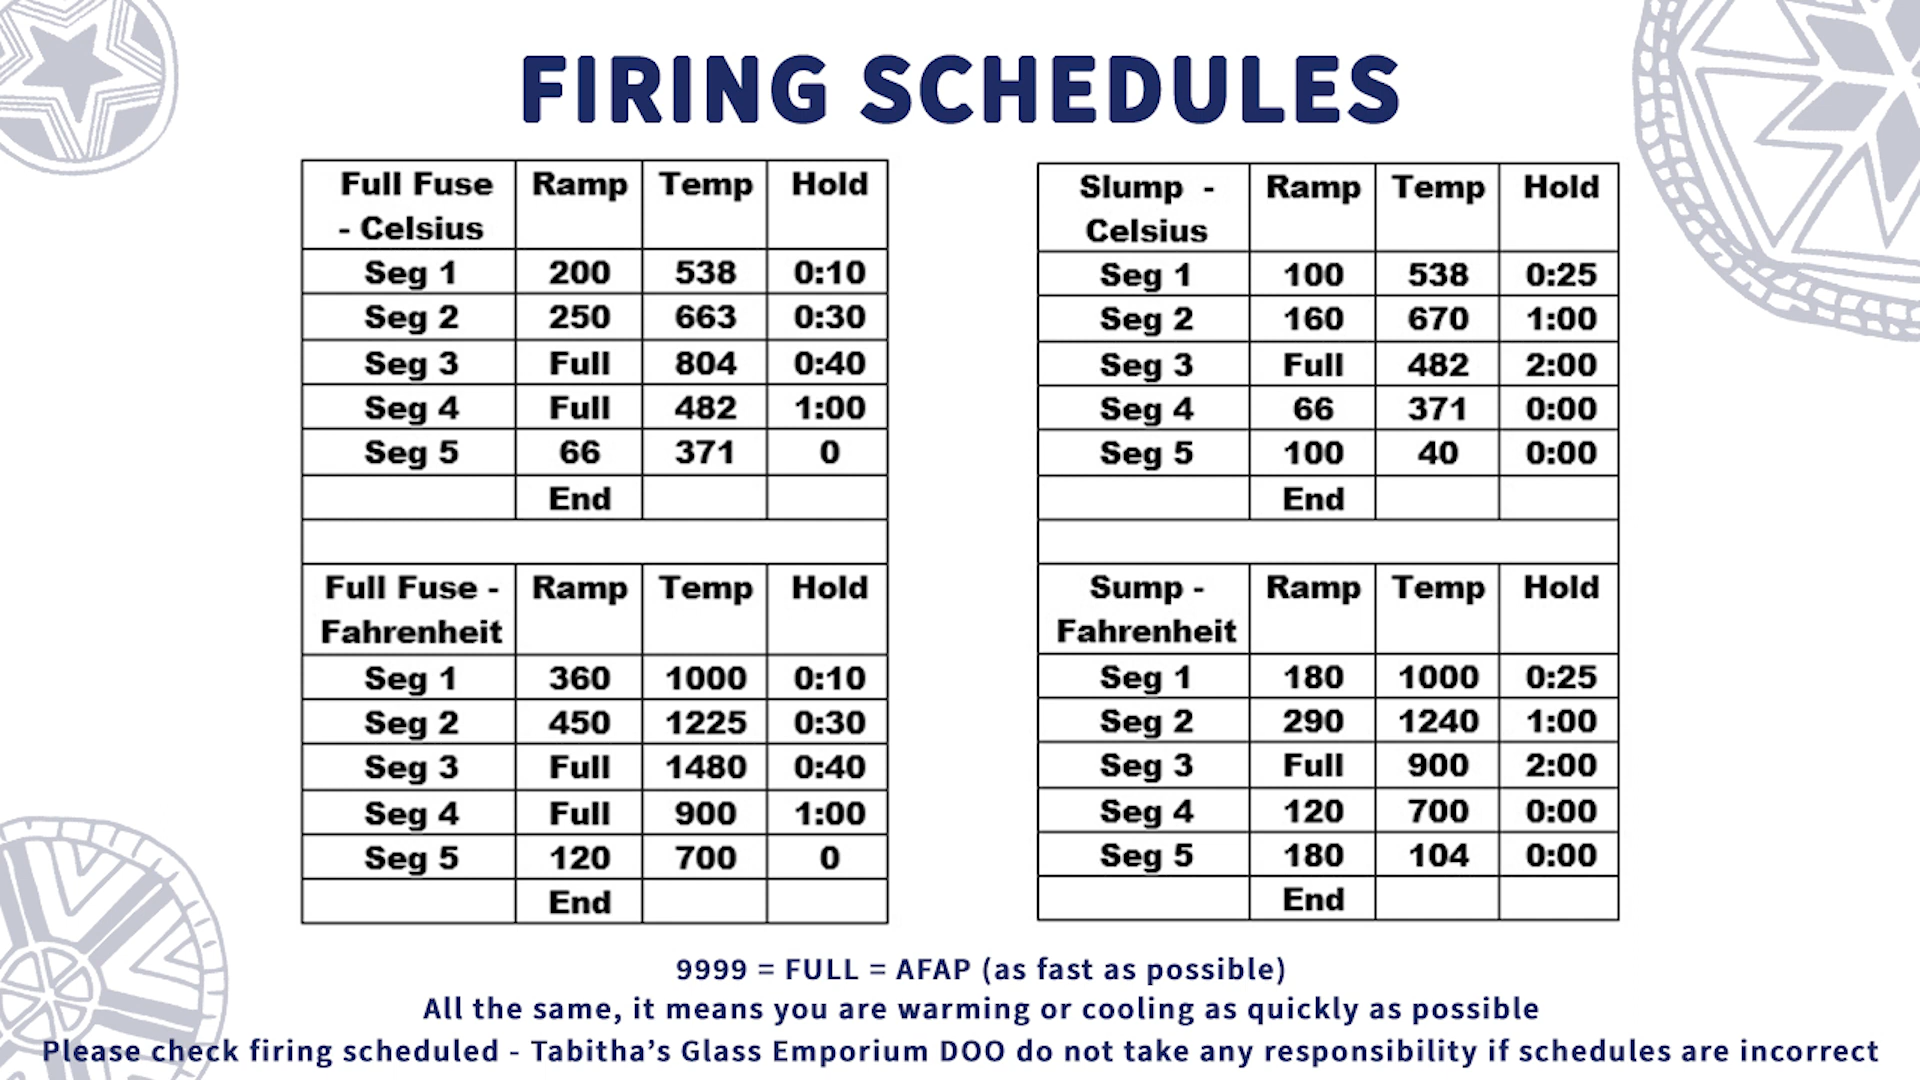 FIRING SCHEDULES
Full Fuse Ramp Temp Hold
- Celsius
Seg 1 200 538 0:10
Seg 2 250 663 0:30
Seg 3 Full 804 0:40
Seg 4 Full 482 1:00
Seg 5 66 371 0
End
Full Fuse - Ramp Temp Hold
Fahrenheit
Seg 1 360 1000 0:10
Seg 2 450 1225 0:30
Seg 3 Full 1480 0:40
Seg 4 Full 900 1:00
Seg 5 120 700 0
End
Slump - Ramp Temp Hold
Celsius
Seg 1 100 538 0:25
Seg 2 160 670 1:00
Seg 3 Full 482 2:00
Seg 4 66 371 0:00
Seg 5 100 40 0:00
End
Sump - Ramp Temp Hold
Fahrenheit
Seg 1 180 1000 0:25
Seg 2 290 1240 1:00
Seg 3 Full 900 2:00
Seg 4 120 700 0:00
Seg 5 180 104 0:00
End
9999 = FULL = AFAP (as fast as possible)
All the same, it means you are warming or cooling as quickly as possible
Please check firing scheduled - Tabitha's Glass Emporium DOO do not take any responsibility if schedules are incorrect